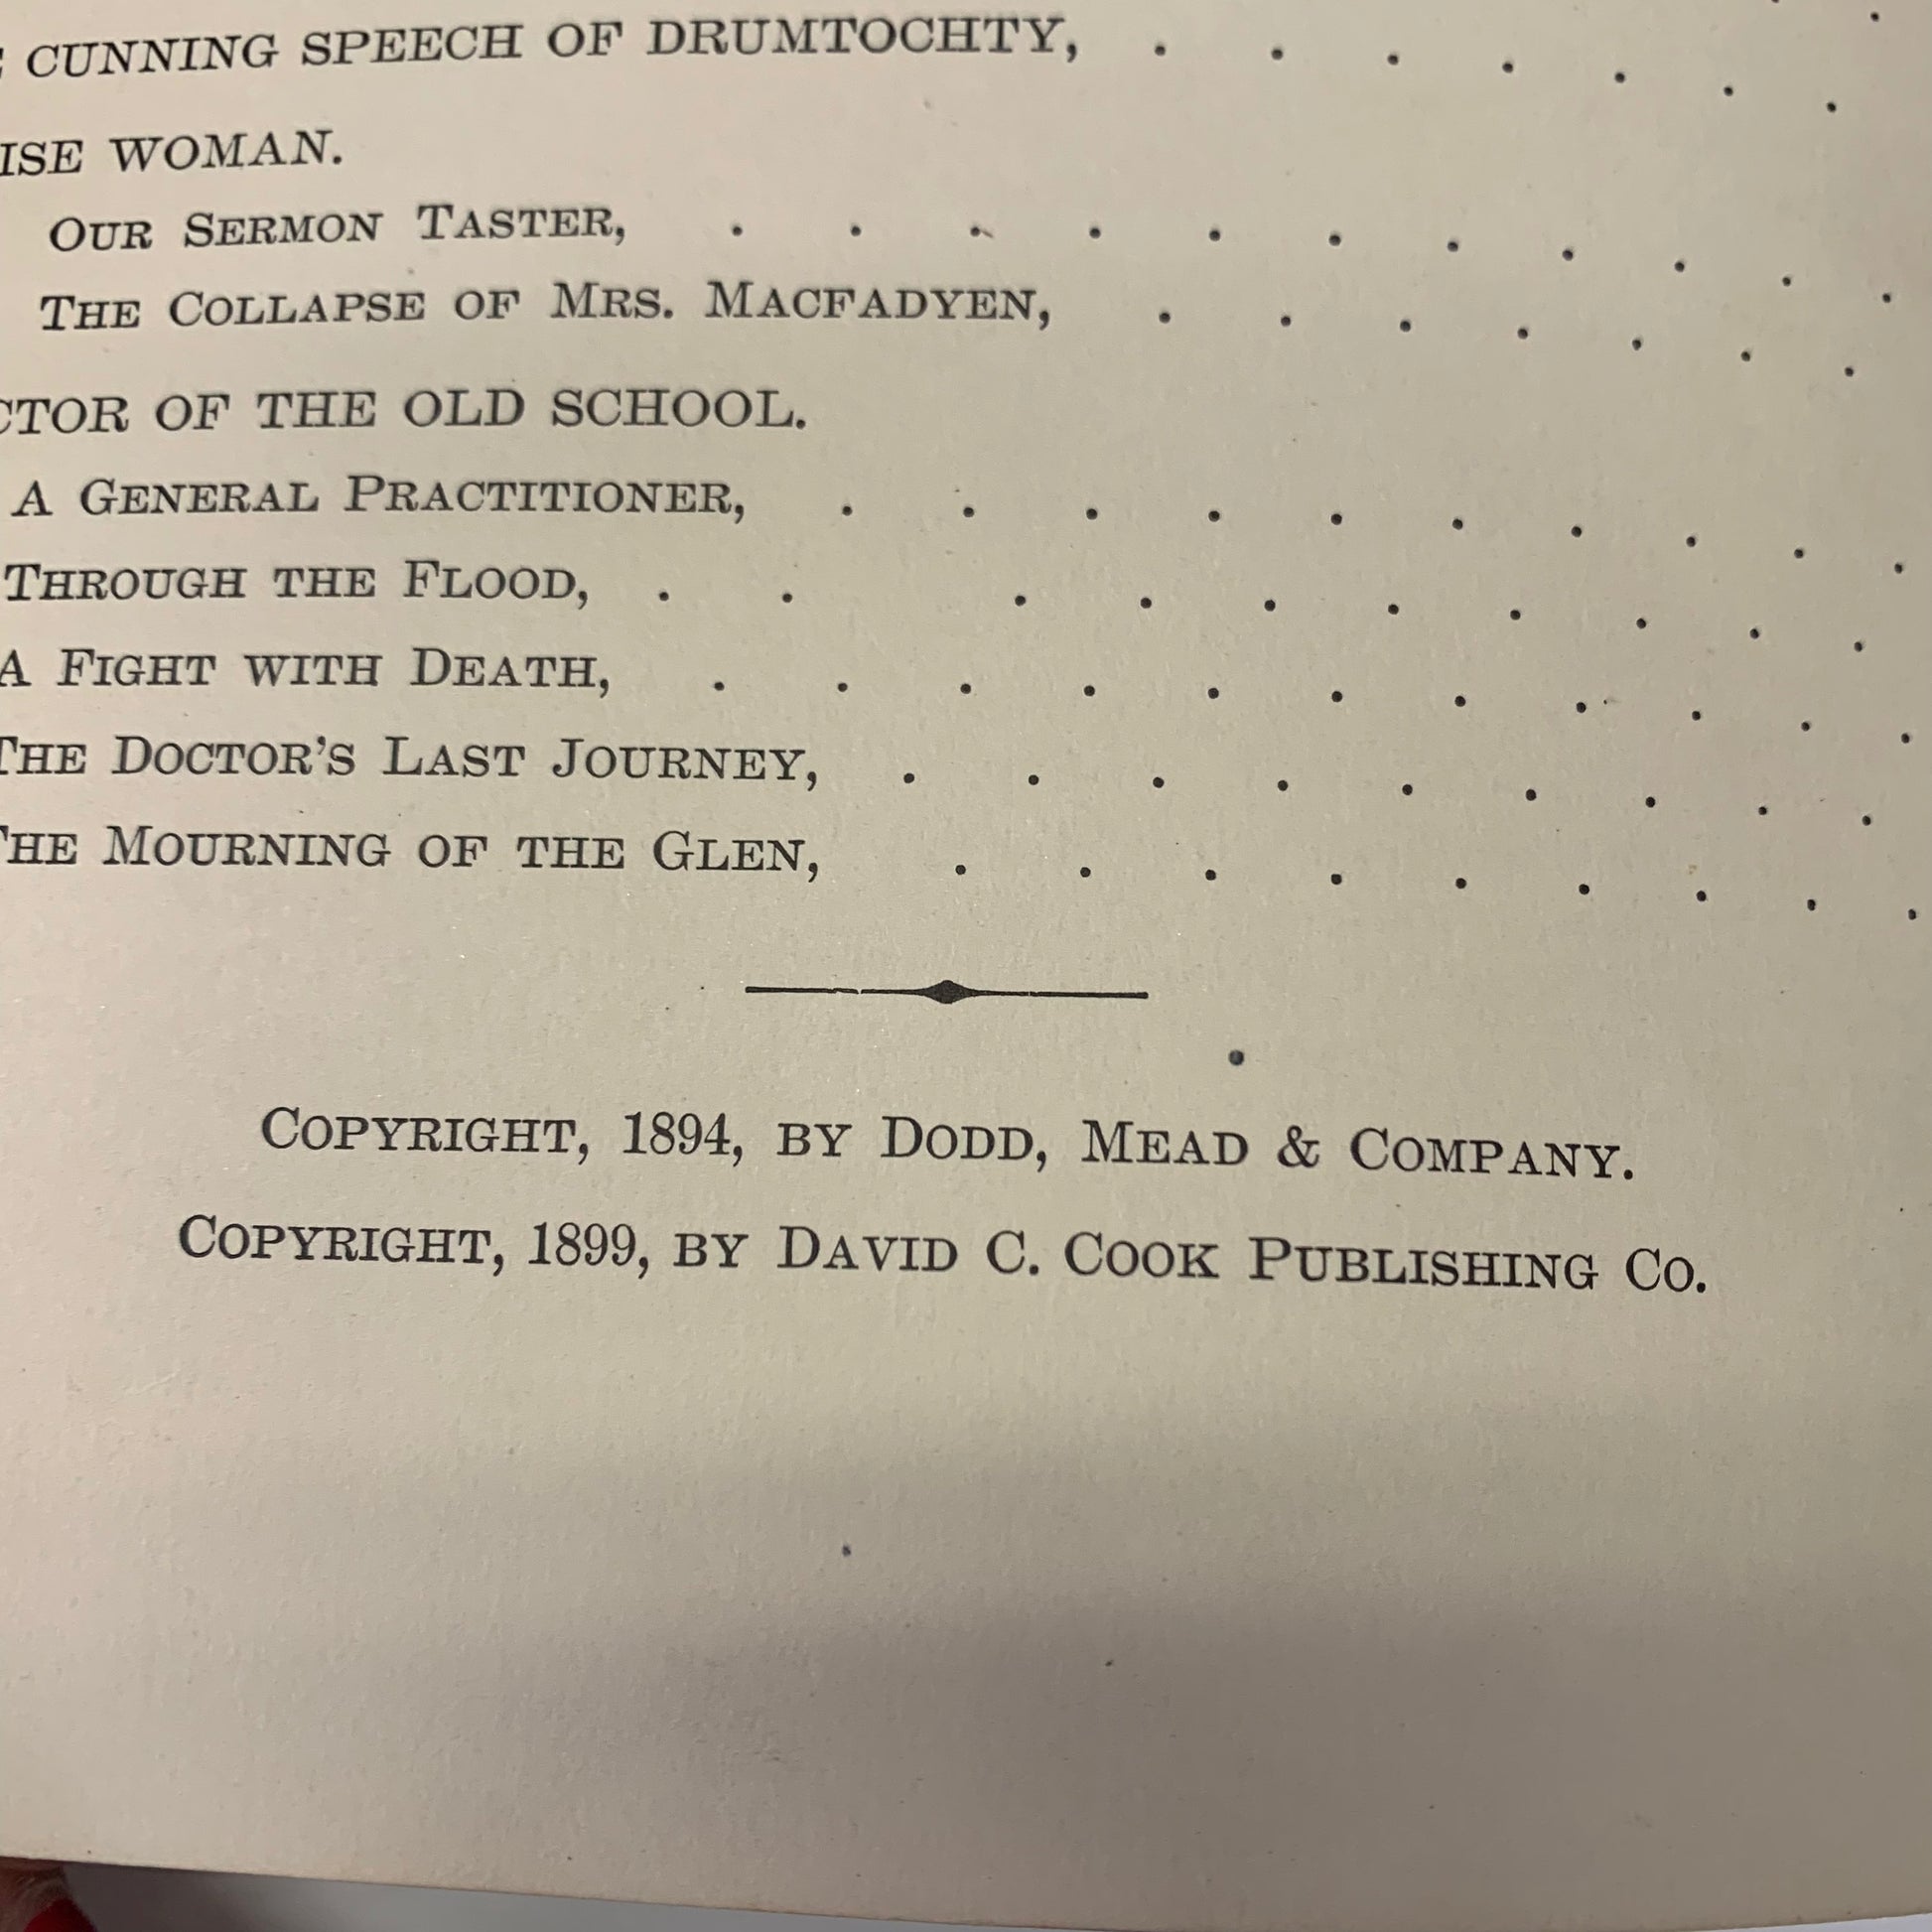 CUNNING SPEECH OF DRUMTOCHTY, . . . . . . .
ISE WOMAN.
OUR SERMON TASTER, . . . . . . . . . . .
THE COLLAPSE OF MRS. MACFADYEN, . . . . . . .
CTOR OF THE OLD SCHOOL.
A GENERAL PRACTITIONER, . . . . . . . . . .
THROUGH THE FLOOD, . . . . . . . . . .
A FIGHT WITH DEATH, . . . . . . . . . . .
THE DOCTOR'S LAST JOURNEY, . . . . . . . . .
THE MOURNING OF THE GLEN, . . . . . . . . .
COPYRIGHT, 1894, BY DODD, MEAD & COMPANY.
COPYRIGHT, 1899, BY DAVID C. COOK PUBLISHING CO.